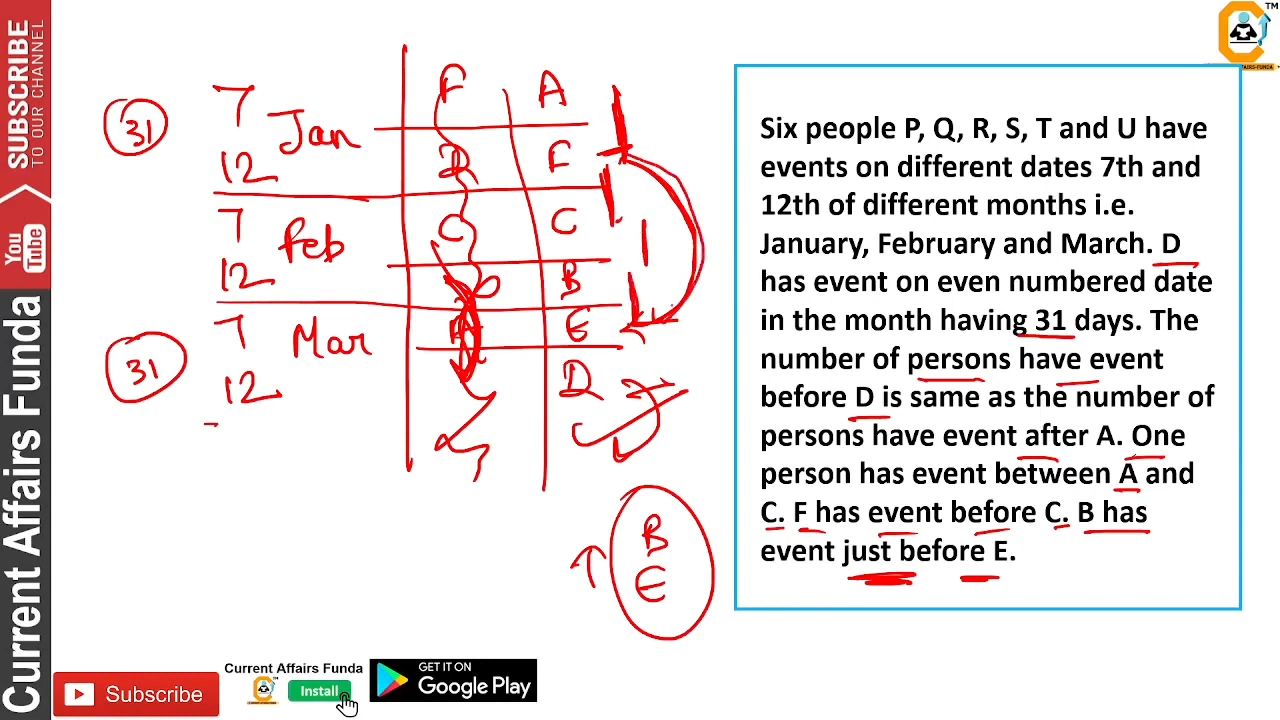 SUBSCRIBE
TO OUR CHANNEL
You
Tube
Current Affairs Funda
7 F A
31 Jan
12 D F
7 C C
Feb
12 B
7 A E
31 Mar
12 D
B
E
TM
Six people P, Q, R, S, T and U have
events on different dates 7th and
12th of different months i.e.
January, February and March. D
has event on even numbered date
in the month having 31 days. The
number of persons have event
before D is same as the number of
persons have event after A. One
person has event between A and
C. F has event before C. B has
event just before E.
Subscribe
Current Affairs Funda
Install
GET IT ON
Google Play